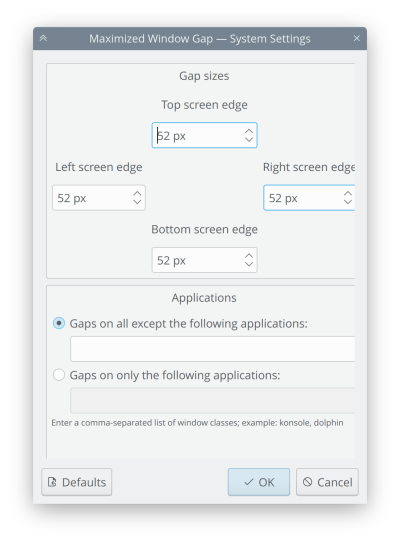 Maximized Window Gap — System Settings
Gap sizes
Top screen edge
52 px
Left screen edge
Right screen edge
52 px
52 px
Bottom screen edge
52 px
Applications
Gaps on all except the following applications:
Gaps on only the following applications:
Enter a comma-separated list of window classes; example: konsole, dolphin
Defaults
OK
Cancel